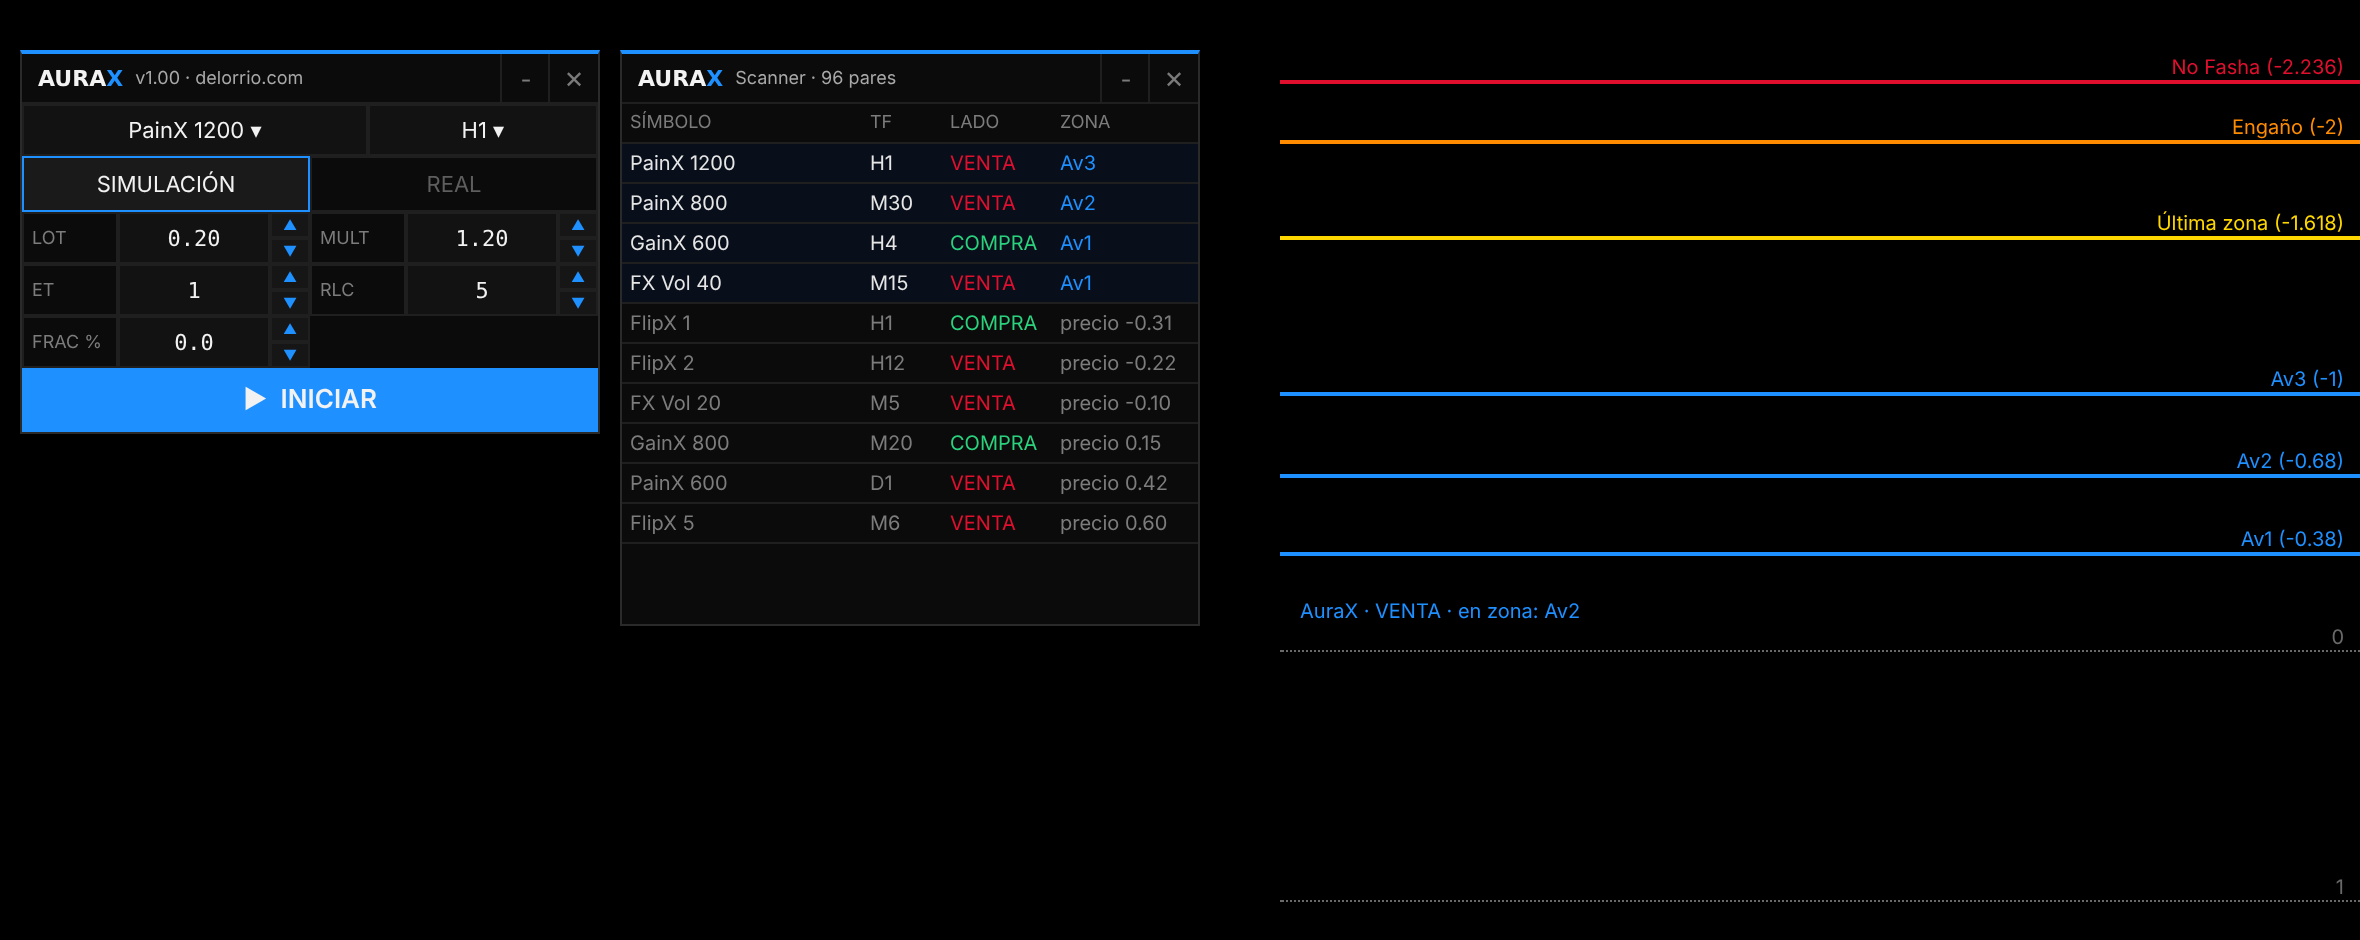 AURAX v1.00 · delorrio.com - ✕
PainX 1200 ▾ H1 ▾
SIMULACIÓN REAL
LOT 0.20 ▲ ▼ MULT 1.20 ▲ ▼
ET 1 ▲ ▼ RLC 5 ▲ ▼
FRAC % 0.0 ▲ ▼
▶ INICIAR
AURAX Scanner · 96 pares - ✕
SÍMBOLO TF LADO ZONA
PainX 1200 H1 VENTA Av3
PainX 800 M30 VENTA Av2
GainX 600 H4 COMPRA Av1
FX Vol 40 M15 VENTA Av1
FlipX 1 H1 COMPRA precio -0.31
FlipX 2 H12 VENTA precio -0.22
FX Vol 20 M5 VENTA precio -0.10
GainX 800 M20 COMPRA precio 0.15
PainX 600 D1 VENTA precio 0.42
FlipX 5 M6 VENTA precio 0.60
No Fasha (-2.236)
Engaño (-2)
Última zona (-1.618)
Av3 (-1)
Av2 (-0.68)
Av1 (-0.38)
AuraX · VENTA · en zona: Av2
0
1